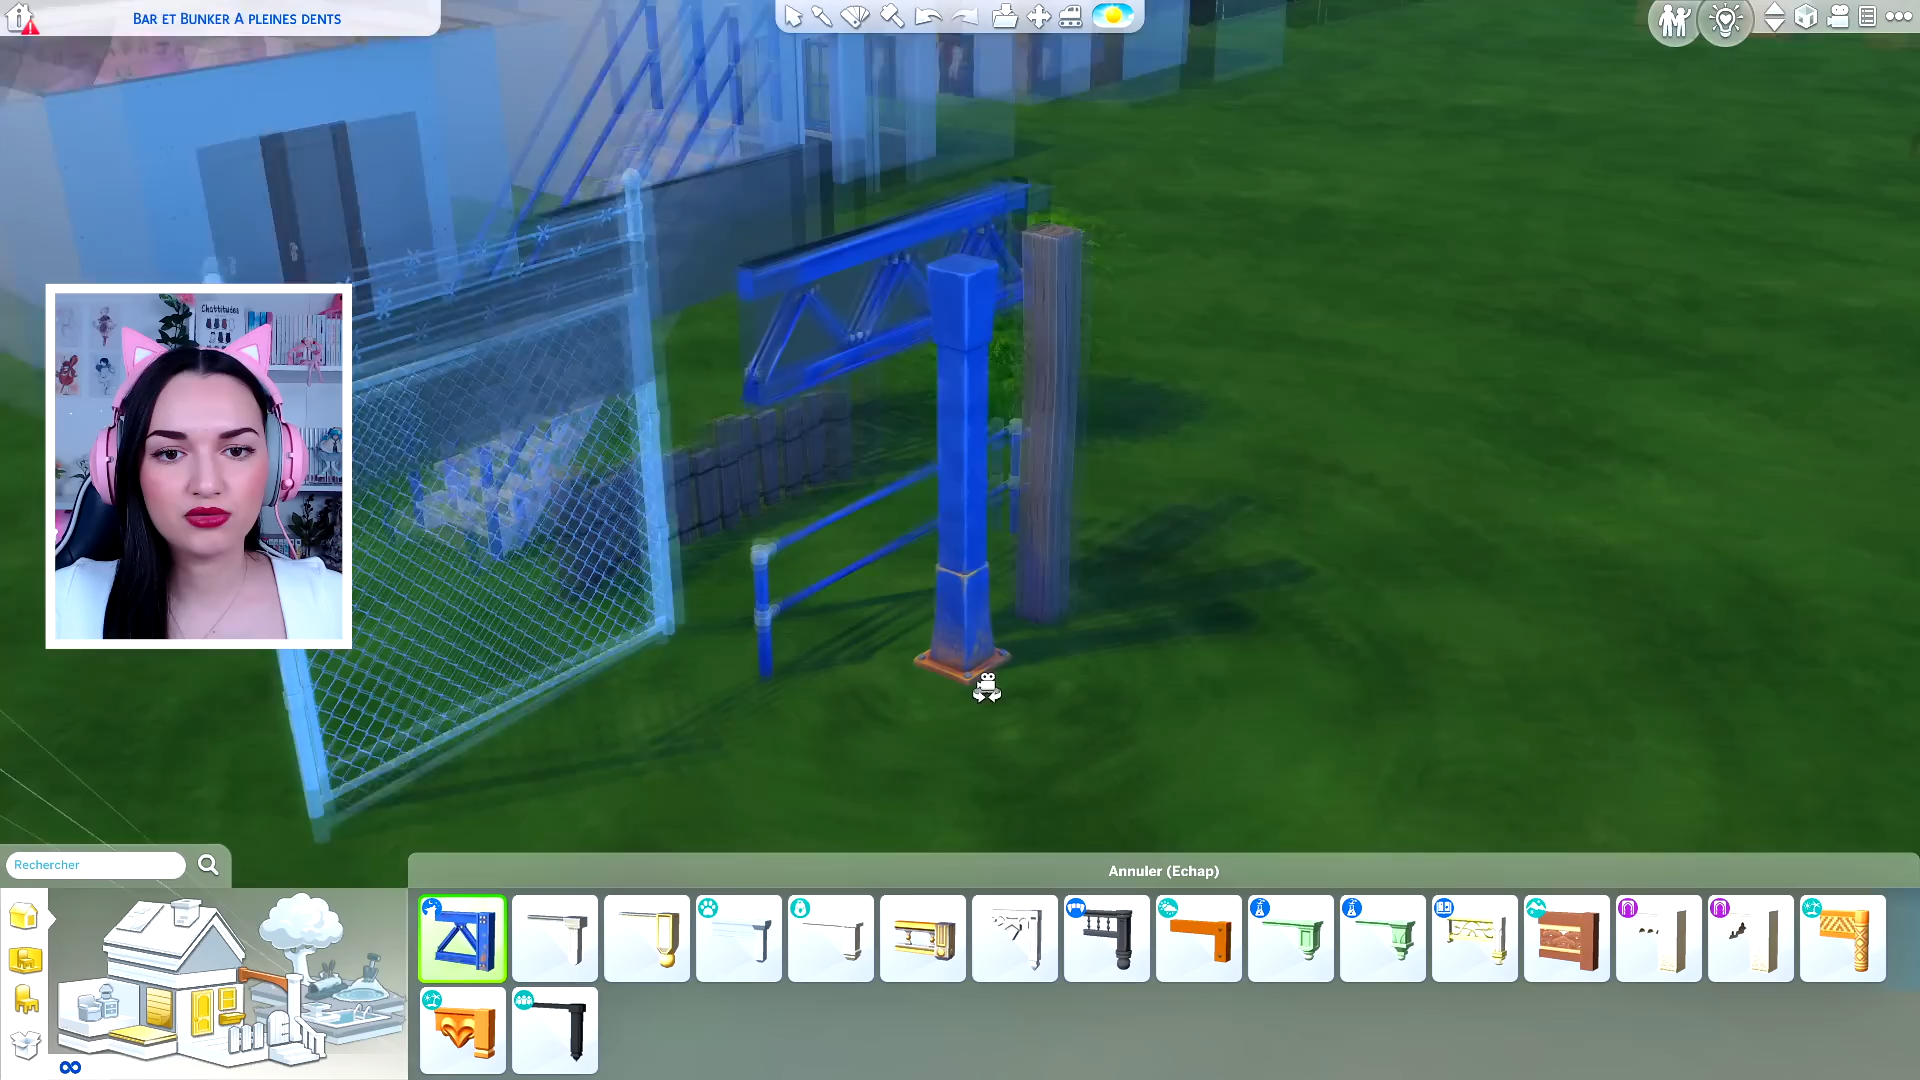 BAR ET BUNKER A PLEINES DENTS
Chattitudes
Rechercher
Annuler (Echap)